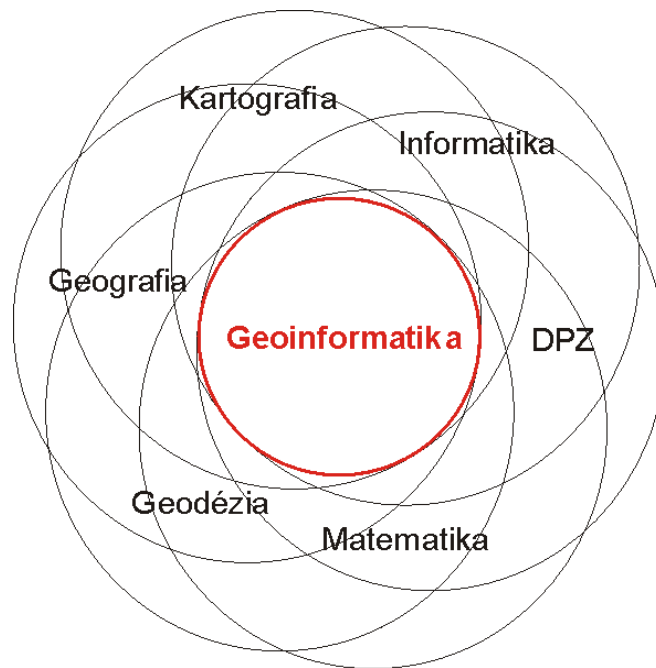 Kartografia
Informatika
Geografia
Geoinformatika
DPZ
Geodézia
Matematika